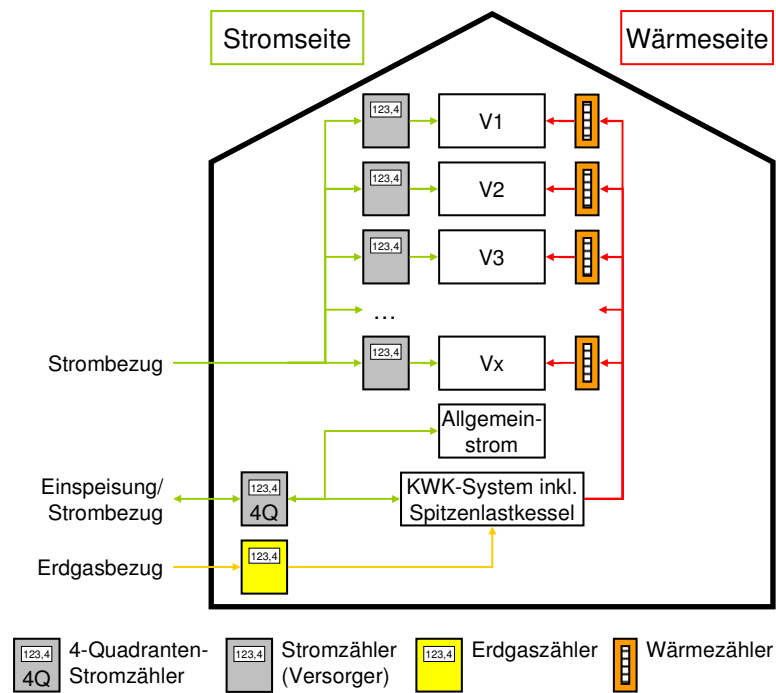 Stromseite
Wärmeseite
123,4
V1
123,4
V2
123,4
V3
...
Strombezug
123,4
Vx
Allgemein-
strom
Einspeisung/
Strombezug
123,4
4Q
KWK-System inkl.
Spitzenlastkessel
Erdgasbezug
123,4
123,4
4Q
4-Quadranten-
Stromzähler
123,4
Stromzähler
(Versorger)
123,4
Erdgaszähler
Wärmezähler